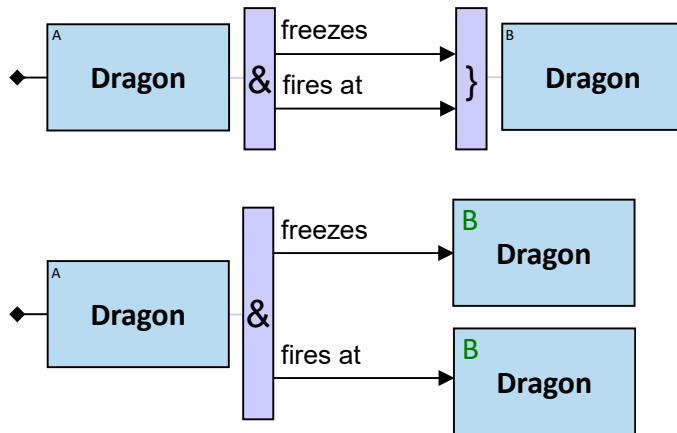 A
Dragon
&
freezes
fires at
}
B
Dragon
A
Dragon
&
freezes
fires at
B
Dragon
B
Dragon